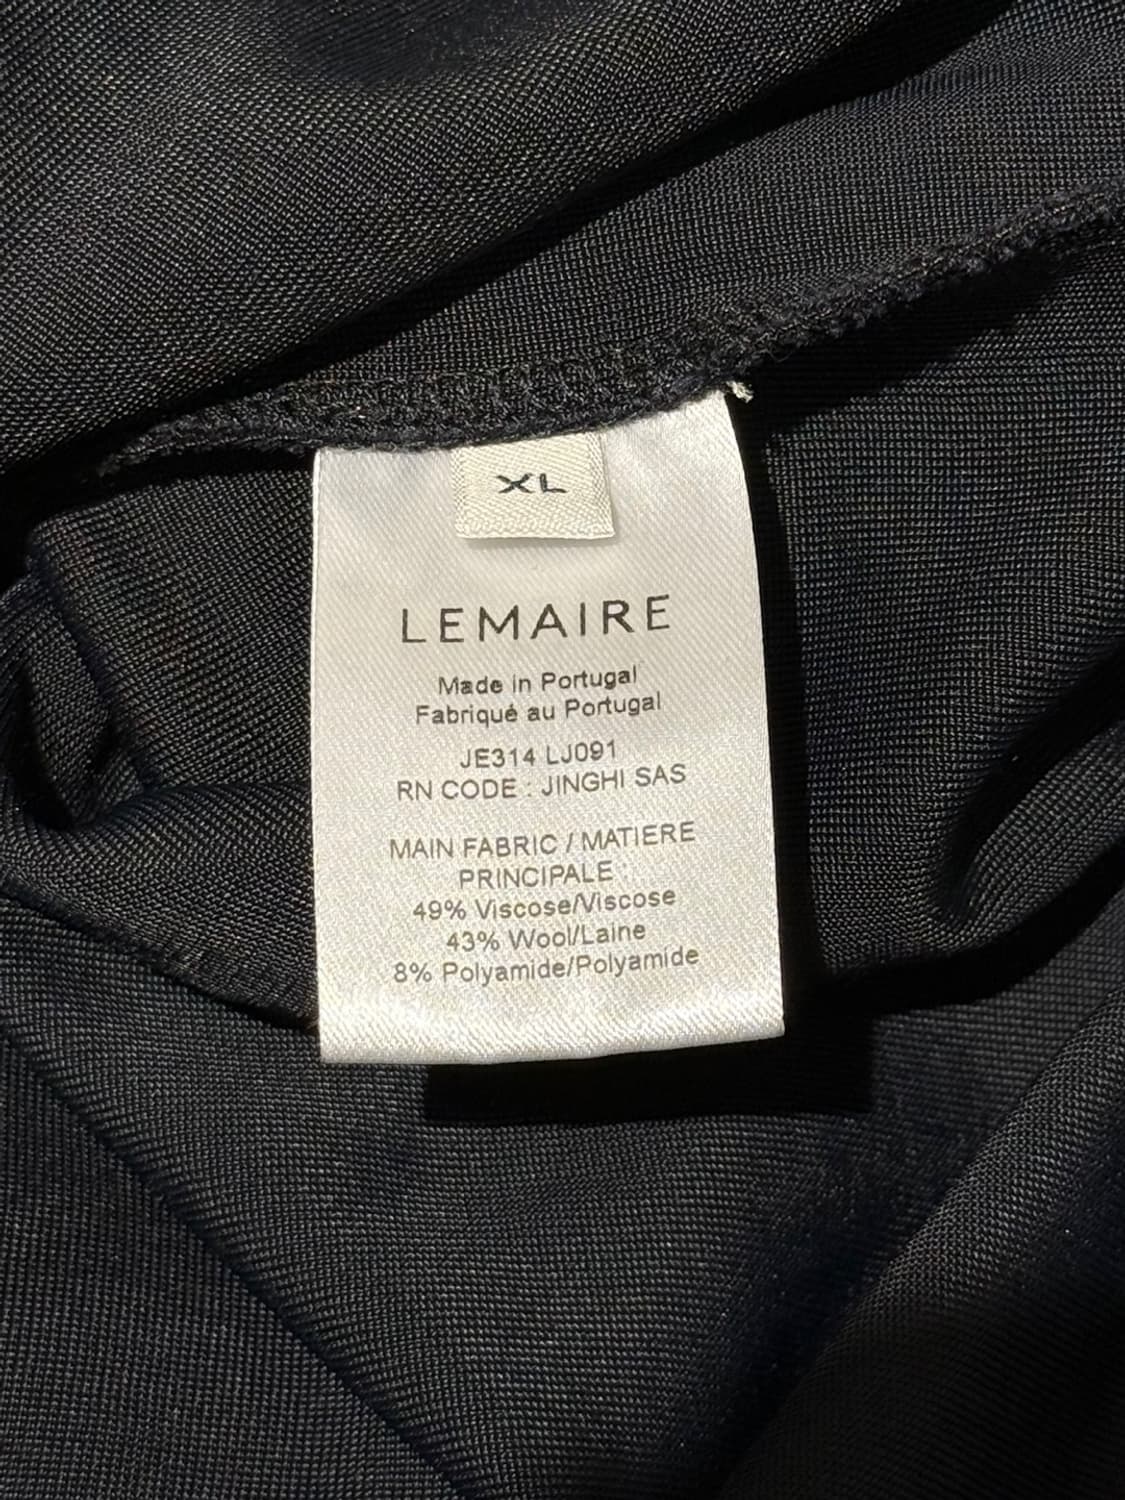 XL
LEMAIRE
Made in Portugal
Fabriqué au Portugal
JE314 LJ091
RN CODE : JINGHI SAS
MAIN FABRIC / MATIERE
PRINCIPALE :
49% Viscose/Viscose
43% Wool/Laine
8% Polyamide/Polyamide